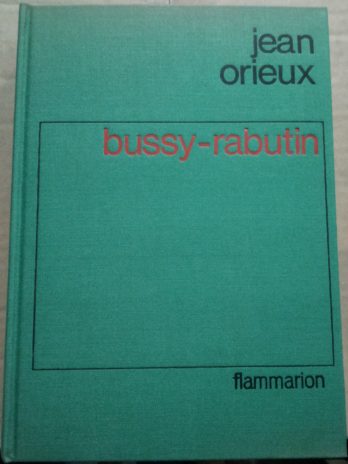 jean
orieux
bussy-rabutin
flammarion